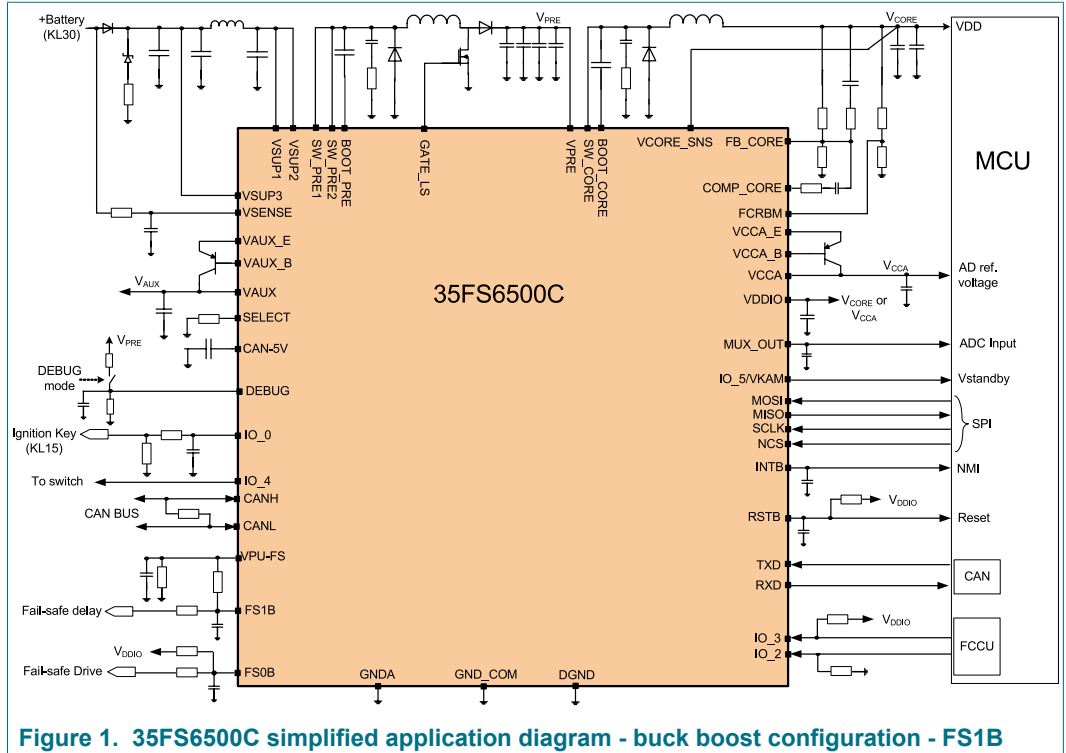 +Battery
(KL30)
VPRE
VCORE
VDD
MCU
VSUP1
VSUP2
SW_PRE1
SW_PRE2
BOOT_PRE
GATE_LS
VPRE
SW_CORE
BOOT_CORE
VCORE_SNS
FB_CORE
COMP_CORE
FCRBM
VCCA_E
VCCA_B
VCCA
VCCA
AD ref.
voltage
VDDIO
VCORE or
VCCA
MUX_OUT
ADC Input
IO_5/VKAM
Vstandby
MOSI
MISO
SCLK
NCS
SPI
INTB
NMI
RSTB
VDDIO
Reset
TXD
RXD
CAN
IO_3
IO_2
VDDIO
FCCU
35FS6500C
VSUP3
VSENSE
VAUX_E
VAUX_B
VAUX
VAUX
SELECT
VPRE
CAN-5V
DEBUG
mode
DEBUG
Ignition Key
(KL15)
IO_0
To switch
IO_4
CANH
CAN BUS
CANL
VPU-FS
Fail-safe delay
FS1B
VDDIO
Fail-safe Drive
FS0B
GNDA
GND_COM
DGND
Figure 1. 35FS6500C simplified application diagram - buck boost configuration - FS1B